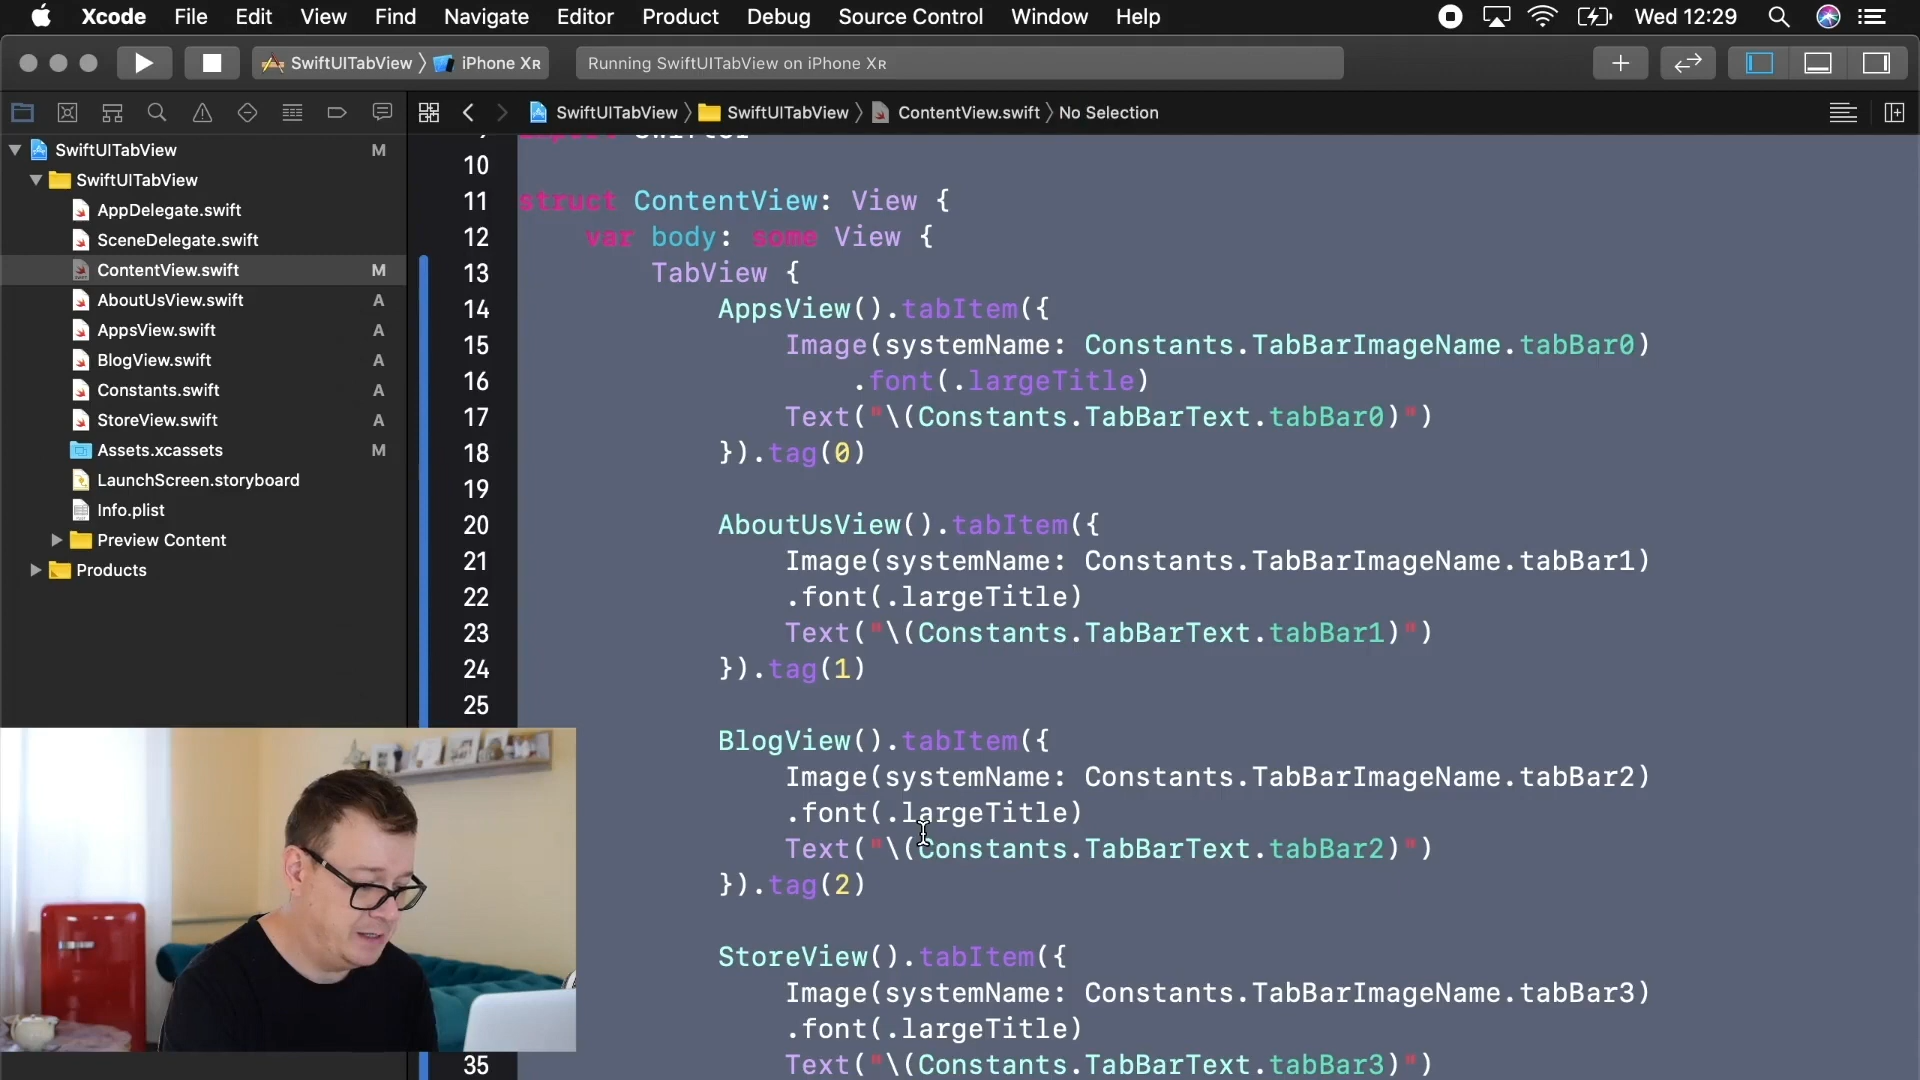 Xcode File Edit View Find Navigate Editor Product Debug Source Control Window Help Wed 12:29
SwiftUITabView iPhone XR Running SwiftUITabView on iPhone XR
SwiftUITabView SwiftUITabView ContentView.swift No Selection
SwiftUITabView M
SwiftUITabView
AppDelegate.swift
SceneDelegate.swift
ContentView.swift M
AboutUsView.swift A
AppsView.swift A
BlogView.swift A
Constants.swift A
StoreView.swift A
Assets.xcassets M
LaunchScreen.storyboard
Info.plist
Preview Content
Products
10
11 struct ContentView: View {
12 var body: some View {
13 TabView {
14 AppsView().tabItem({
15 Image(systemName: Constants.TabBarImageName.tabBar0)
16 .font(.largeTitle)
17 Text("\(Constants.TabBarText.tabBar0)")
18 }).tag(0)
19
20 AboutUsView().tabItem({
21 Image(systemName: Constants.TabBarImageName.tabBar1)
22 .font(.largeTitle)
23 Text("\(Constants.TabBarText.tabBar1)")
24 }).tag(1)
25
BlogView().tabItem({
Image(systemName: Constants.TabBarImageName.tabBar2)
.font(.largeTitle)
Text("\(Constants.TabBarText.tabBar2)")
}).tag(2)
StoreView().tabItem({
Image(systemName: Constants.TabBarImageName.tabBar3)
.font(.largeTitle)
35 Text("\(Constants.TabBarText.tabBar3)")